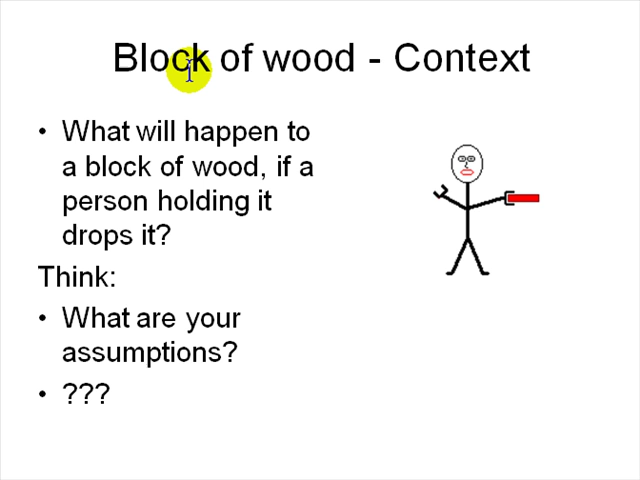 Block of wood - Context
• What will happen to
a block of wood, if a
person holding it
drops it?
Think:
• What are your
assumptions?
• ???